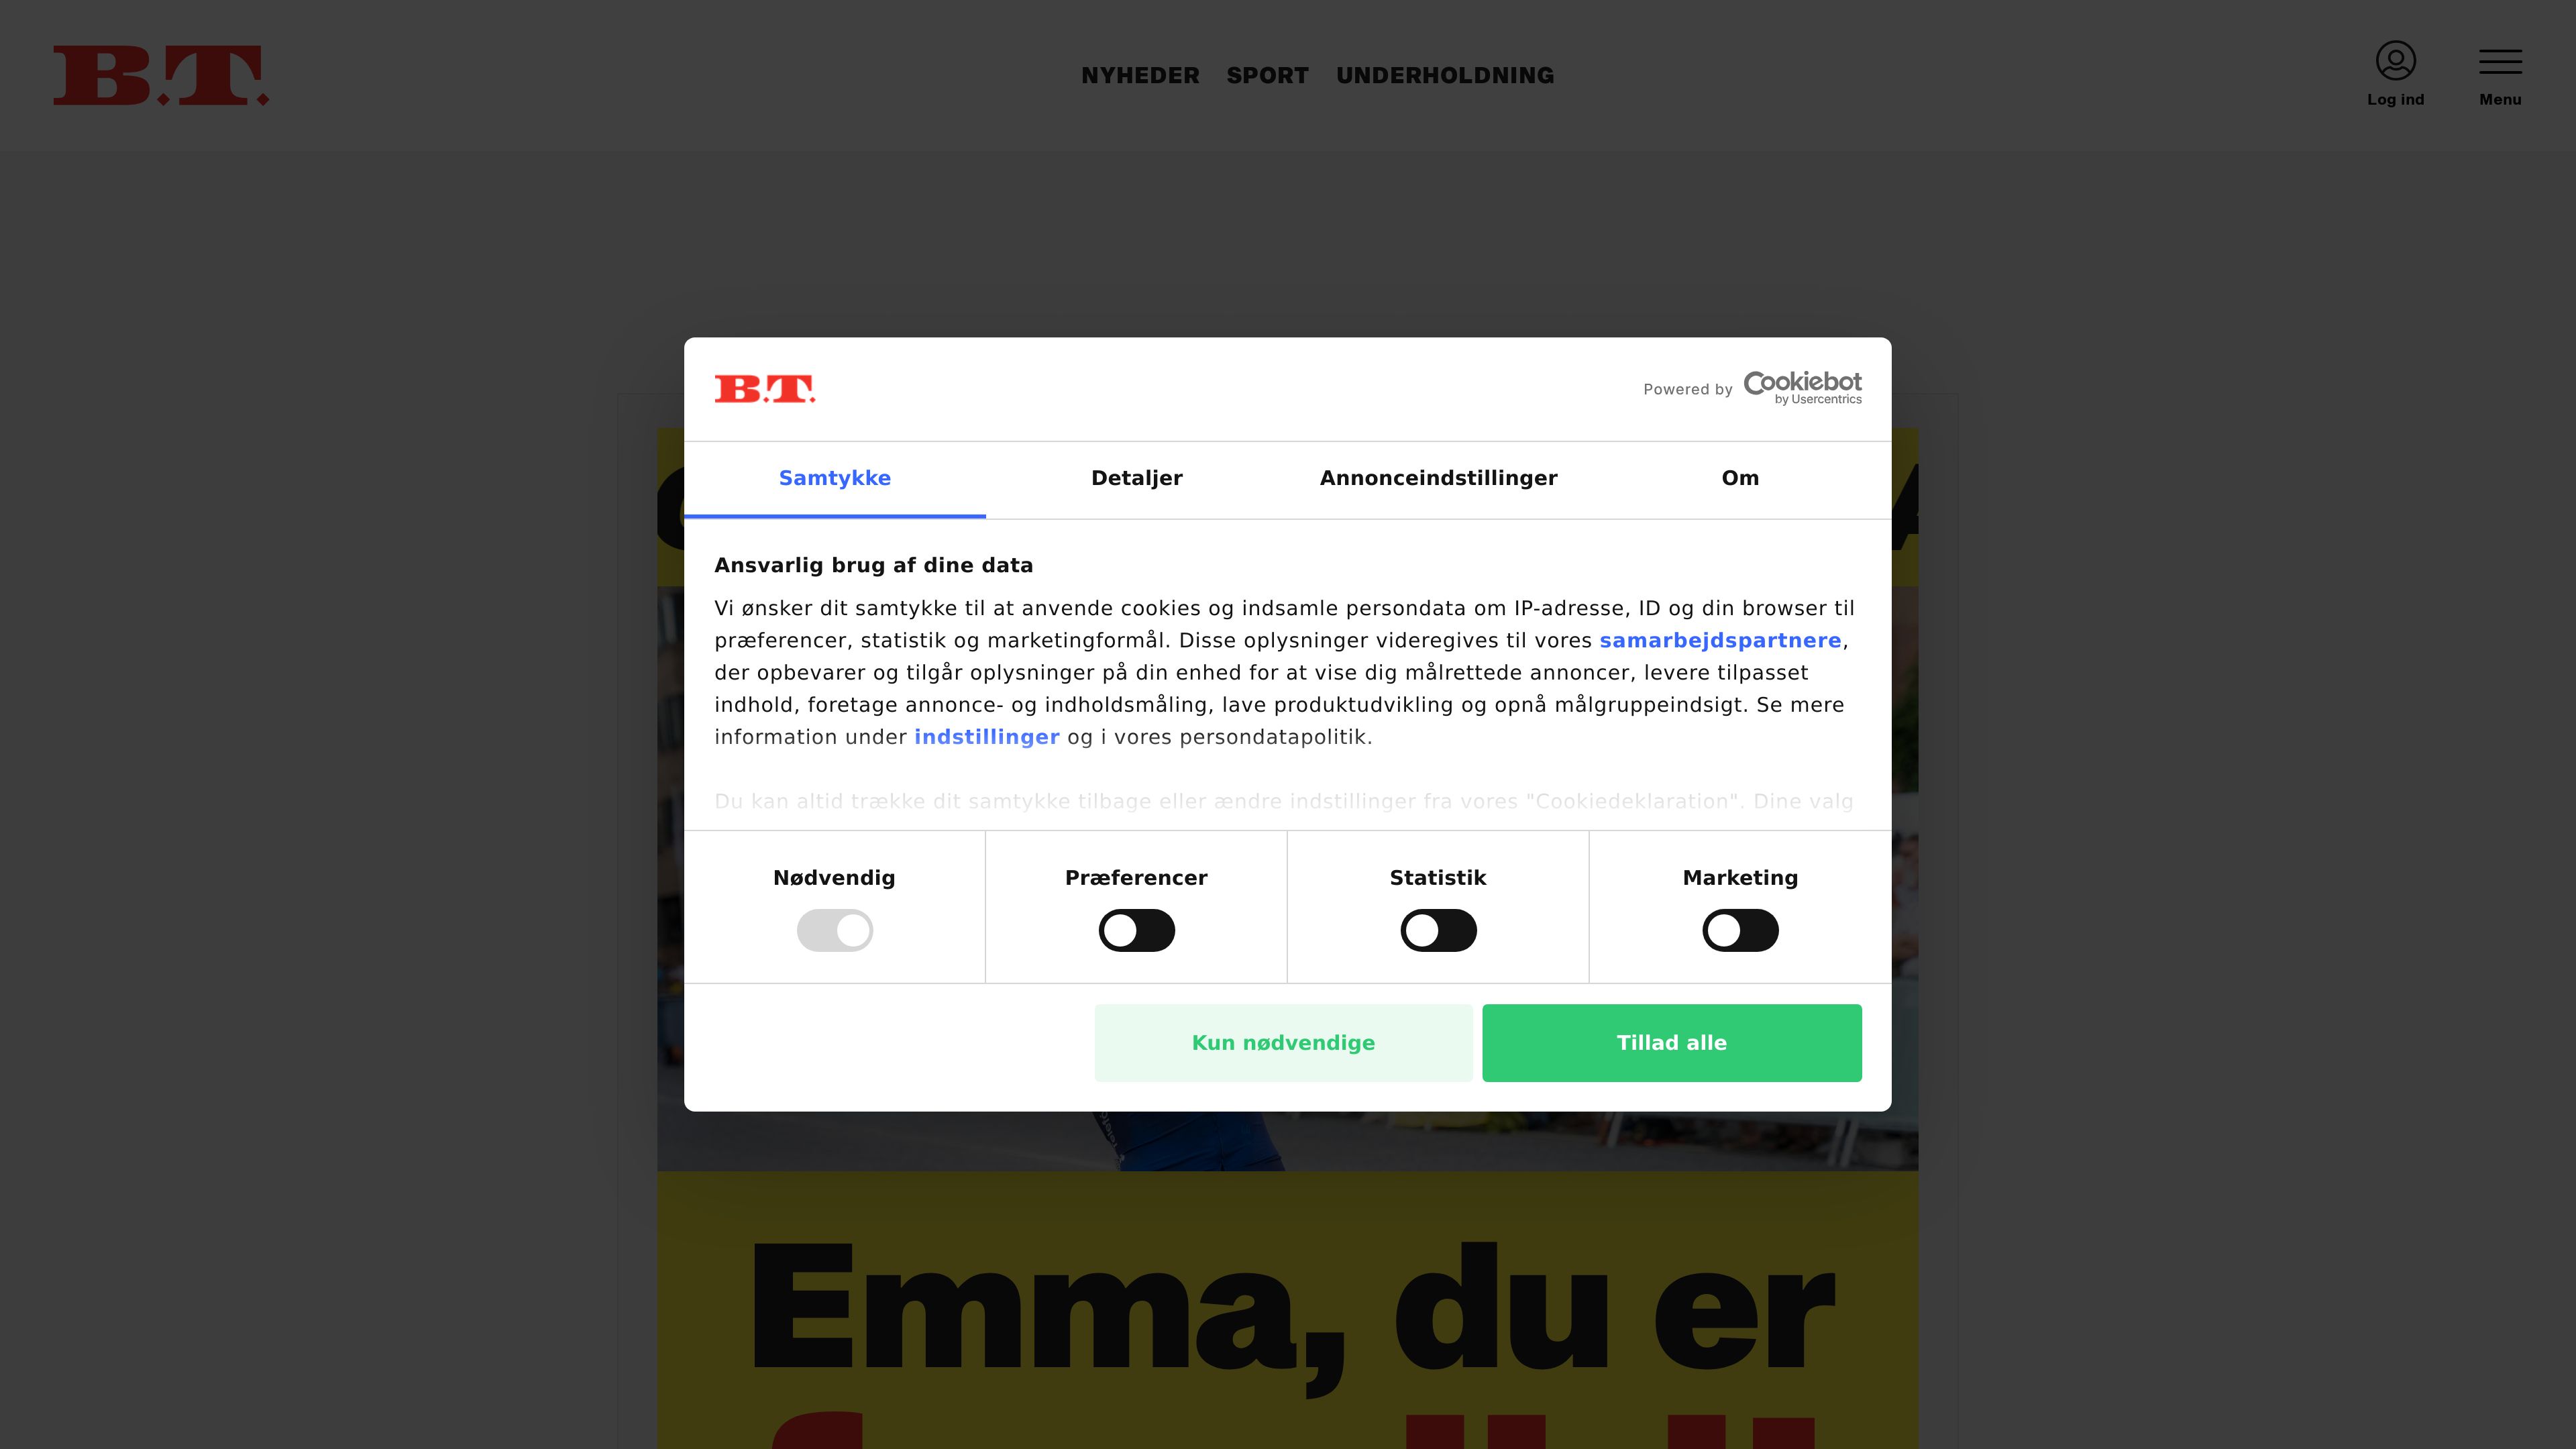 B.T.
NYHEDER SPORT UNDERHOLDNING
Log ind
Menu
B.T.
Powered by Cookiebot
by Usercentrics
Samtykke
Detaljer
Annonceindstillinger
Om
Ansvarlig brug af dine data
Vi ønsker dit samtykke til at anvende cookies og indsamle persondata om IP-adresse, ID og din browser til
præferencer, statistik og marketingformål. Disse oplysninger videregives til vores samarbejdspartnere,
der opbevarer og tilgår oplysninger på din enhed for at vise dig målrettede annoncer, levere tilpasset
indhold, foretage annonce- og indholdsmåling, lave produktudvikling og opnå målgruppeindsigt. Se mere
information under indstillinger og i vores persondatapolitik.
Du kan altid trække dit samtykke tilbage eller ændre indstillinger fra vores "Cookiedeklaration". Dine valg
Nødvendig
Præferencer
Statistik
Marketing
Kun nødvendige
Tillad alle
Emma, du er